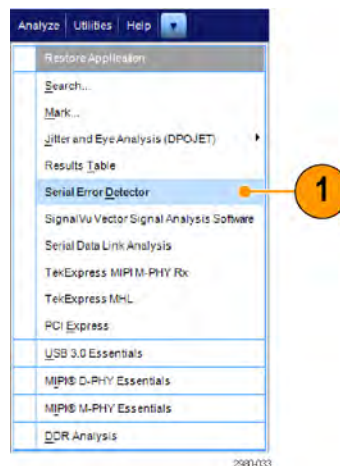 Analyze Utilities Help
Restore Application
Search...
Mark...
Jitter and Eye Analysis (DPOJET)
Results Table
Serial Error Detector
1
SignalVu Vector Signal Analysis Software
Serial Data Link Analysis
TekExpress MIPI M-PHY Rx
TekExpress MHL
PCI Express
USB 3.0 Essentials
MIPI® D-PHY Essentials
MIPI® M-PHY Essentials
DDR Analysis
2980-033